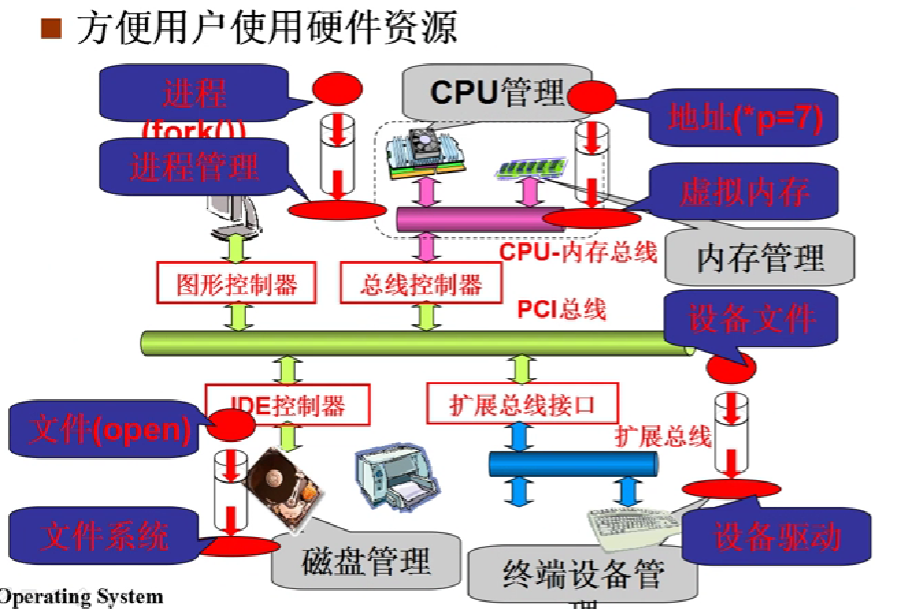 方便用户使用硬件资源
进程
(fork())
CPU管理
地址(*p=7)
进程管理
虚拟内存
CPU-内存总线
内存管理
图形控制器
总线控制器
PCI总线
设备文件
IDE控制器
扩展总线接口
文件(open)
扩展总线
文件系统
设备驱动
磁盘管理
终端设备管
理
Operating System